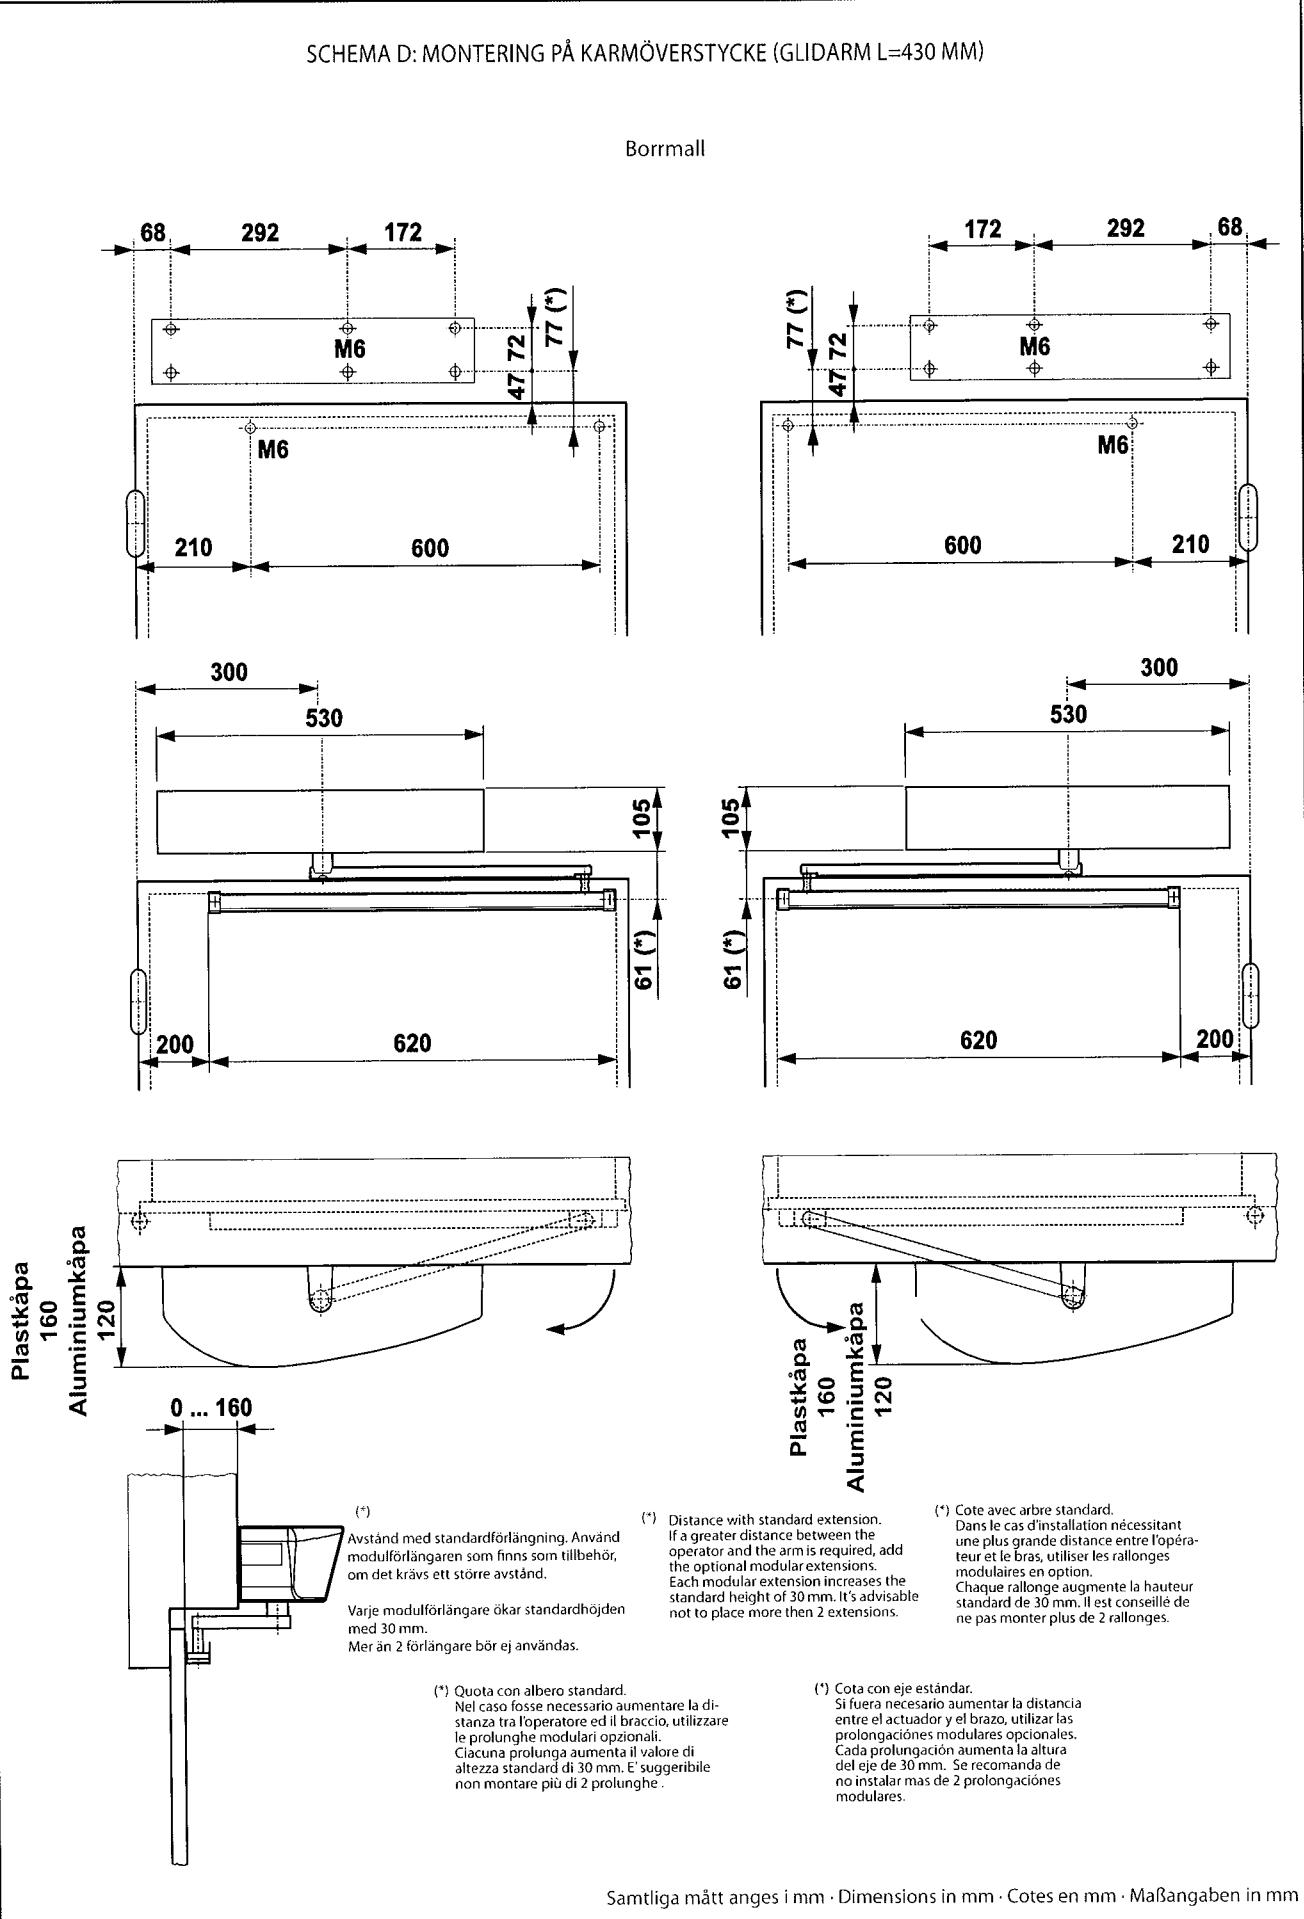 SCHEMA D: MONTERING PÅ KARMÖVERSTYCKE (GLIDARM L=430 MM)
Borrmall
68
292
172
77 (*)
72
47
M6
M6
210
600
172
292
68
77 (*)
72
47
M6
M6
600
210
300
530
105
61 (*)
200
620
300
530
105
61 (*)
620
200
Plastkåpa
160
Aluminiumkåpa
120
Plastkåpa
160
Aluminiumkåpa
120
0 ... 160
(*)
Avstånd med standardförlängning. Använd
modulförlängaren som finns som tillbehör,
om det krävs ett större avstånd.
Varje modulförlängare ökar standardhöjden
med 30 mm.
Mer än 2 förlängare bör ej användas.
(*) Distance with standard extension.
If a greater distance between the
operator and the arm is required, add
the optional modular extensions.
Each modular extension increases the
standard height of 30 mm. It's advisable
not to place more then 2 extensions.
(*) Cote avec arbre standard.
Dans le cas d'installation nécessitant
une plus grande distance entre l'opéra-
teur et le bras, utiliser les rallonges
modulaires en option.
Chaque rallonge augmente la hauteur
standard de 30 mm. Il est conseillé de
ne pas monter plus de 2 rallonges.
(*) Quota con albero standard.
Nel caso fosse necessario aumentare la di-
stanza tra l'operatore ed il braccio, utilizzare
le prolunghe modulari opzionali.
Ciacuna prolunga aumenta il valore di
altezza standard di 30 mm. E' suggeribile
non montare più di 2 prolunghe .
(*) Cota con eje estándar.
Si fuera necesario aumentar la distancia
entre el actuador y el brazo, utilizar las
prolongaciónes modulares opcionales.
Cada prolungación aumenta la altura
del eje de 30 mm. Se recomanda de
no instalar mas de 2 prolongaciónes
modulares.
Samtliga mått anges i mm · Dimensions in mm · Cotes en mm · Maßangaben in mm